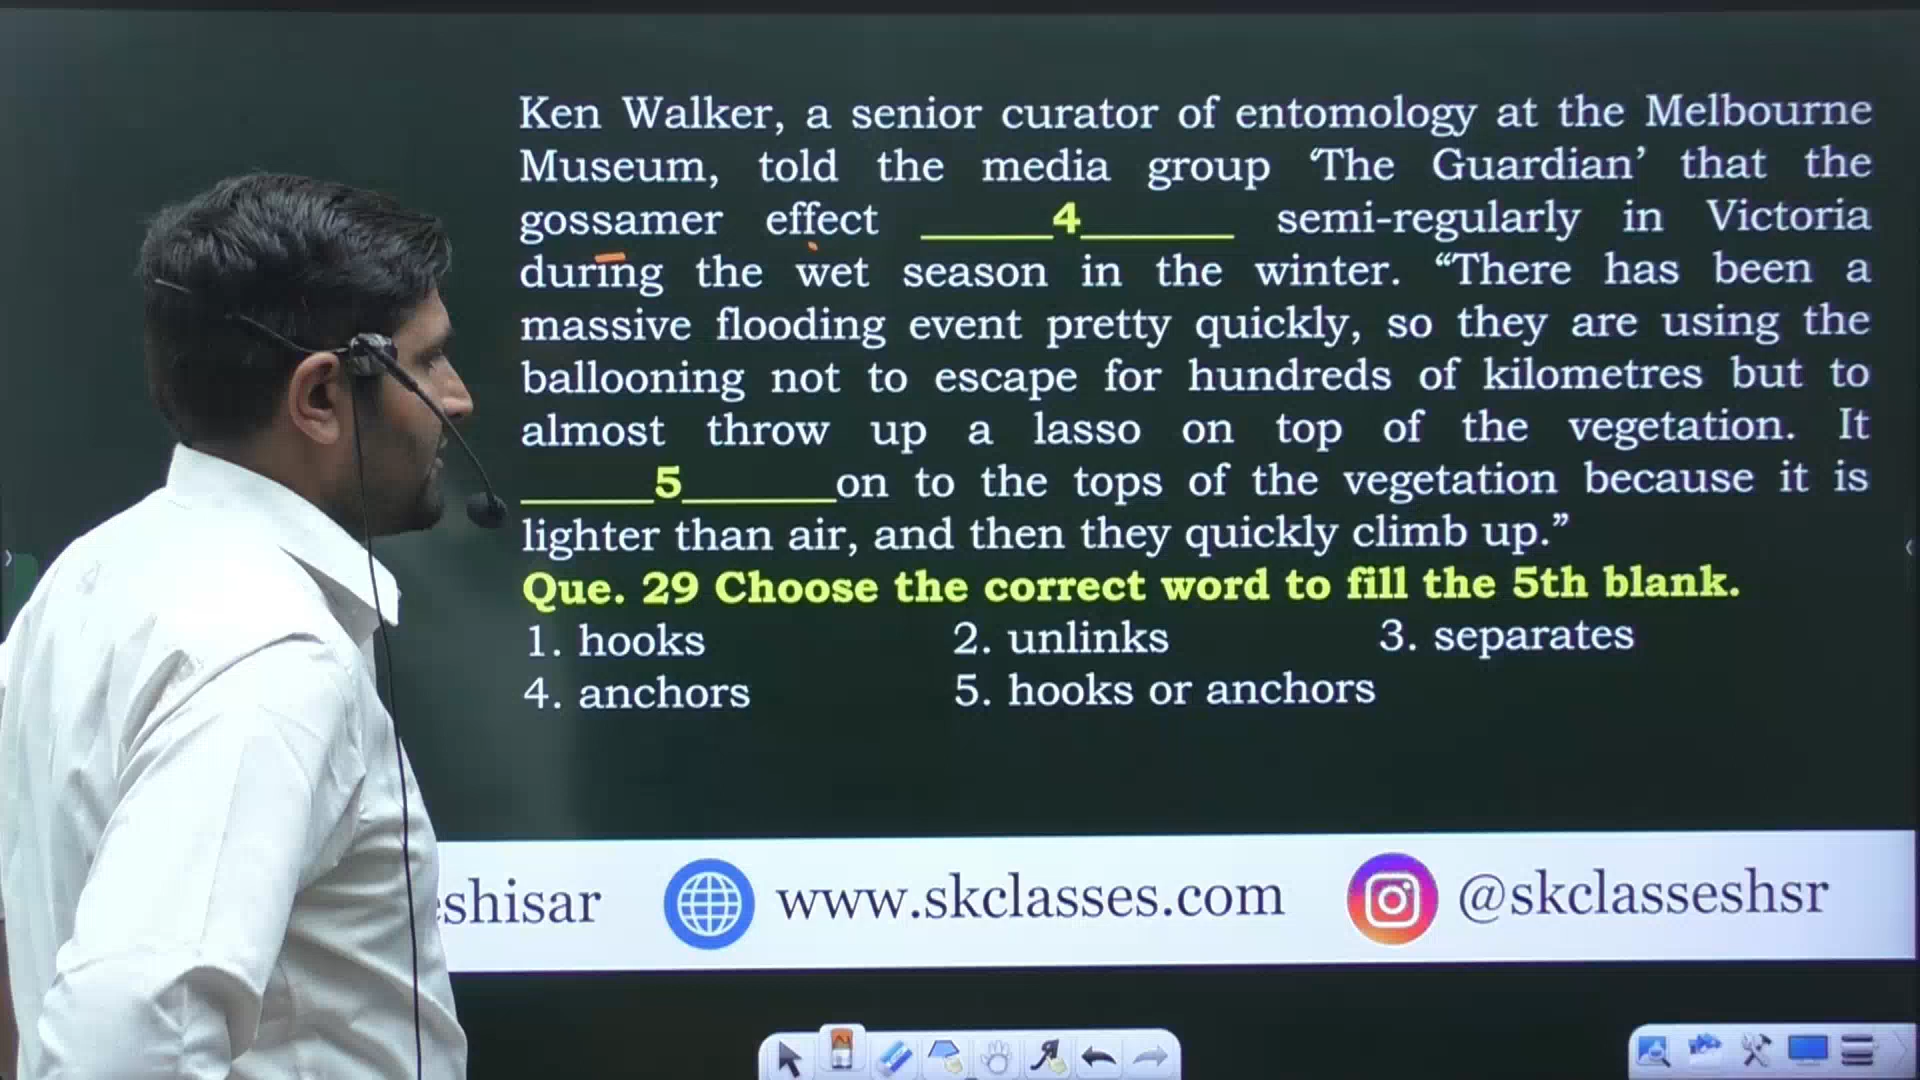 Ken Walker, a senior curator of entomology at the Melbourne
Museum, told the media group ‘The Guardian’ that the
gossamer effect ______4______ semi-regularly in Victoria
during the wet season in the winter. “There has been a
massive flooding event pretty quickly, so they are using the
ballooning not to escape for hundreds of kilometres but to
almost throw up a lasso on top of the vegetation. It
______5______on to the tops of the vegetation because it is
lighter than air, and then they quickly climb up.”
Que. 29 Choose the correct word to fill the 5th blank.
1. hooks 2. unlinks 3. separates
4. anchors 5. hooks or anchors
shisar www.skclasses.com @skclasseshsr